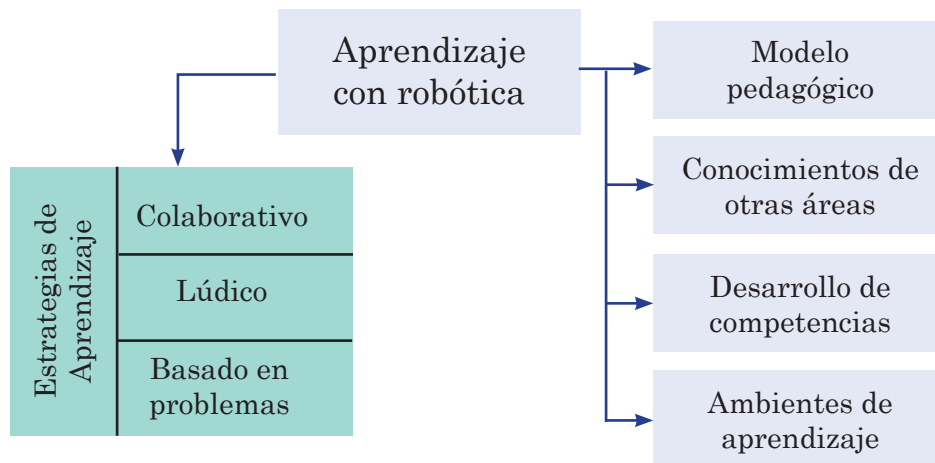 Aprendizaje
con robótica
Estrategias de
Aprendizaje
Colaborativo
Lúdico
Basado en
problemas
Modelo
pedagógico
Conocimientos de
otras áreas
Desarrollo de
competencias
Ambientes de
aprendizaje